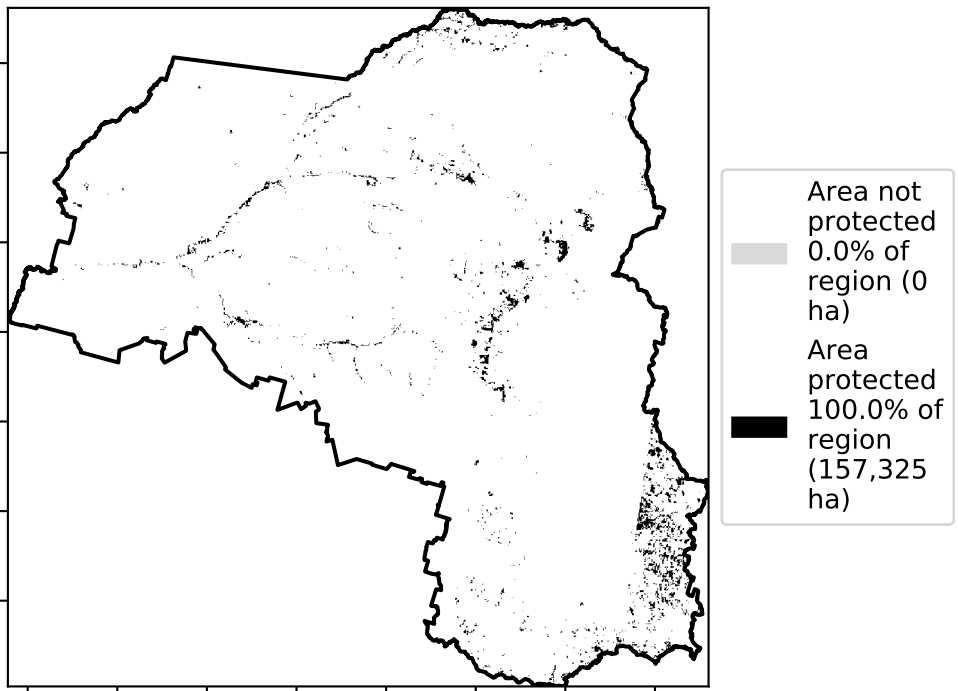 Area not
protected
0.0% of
region (0
ha)
Area
protected
100.0% of
region
(157,325
ha)